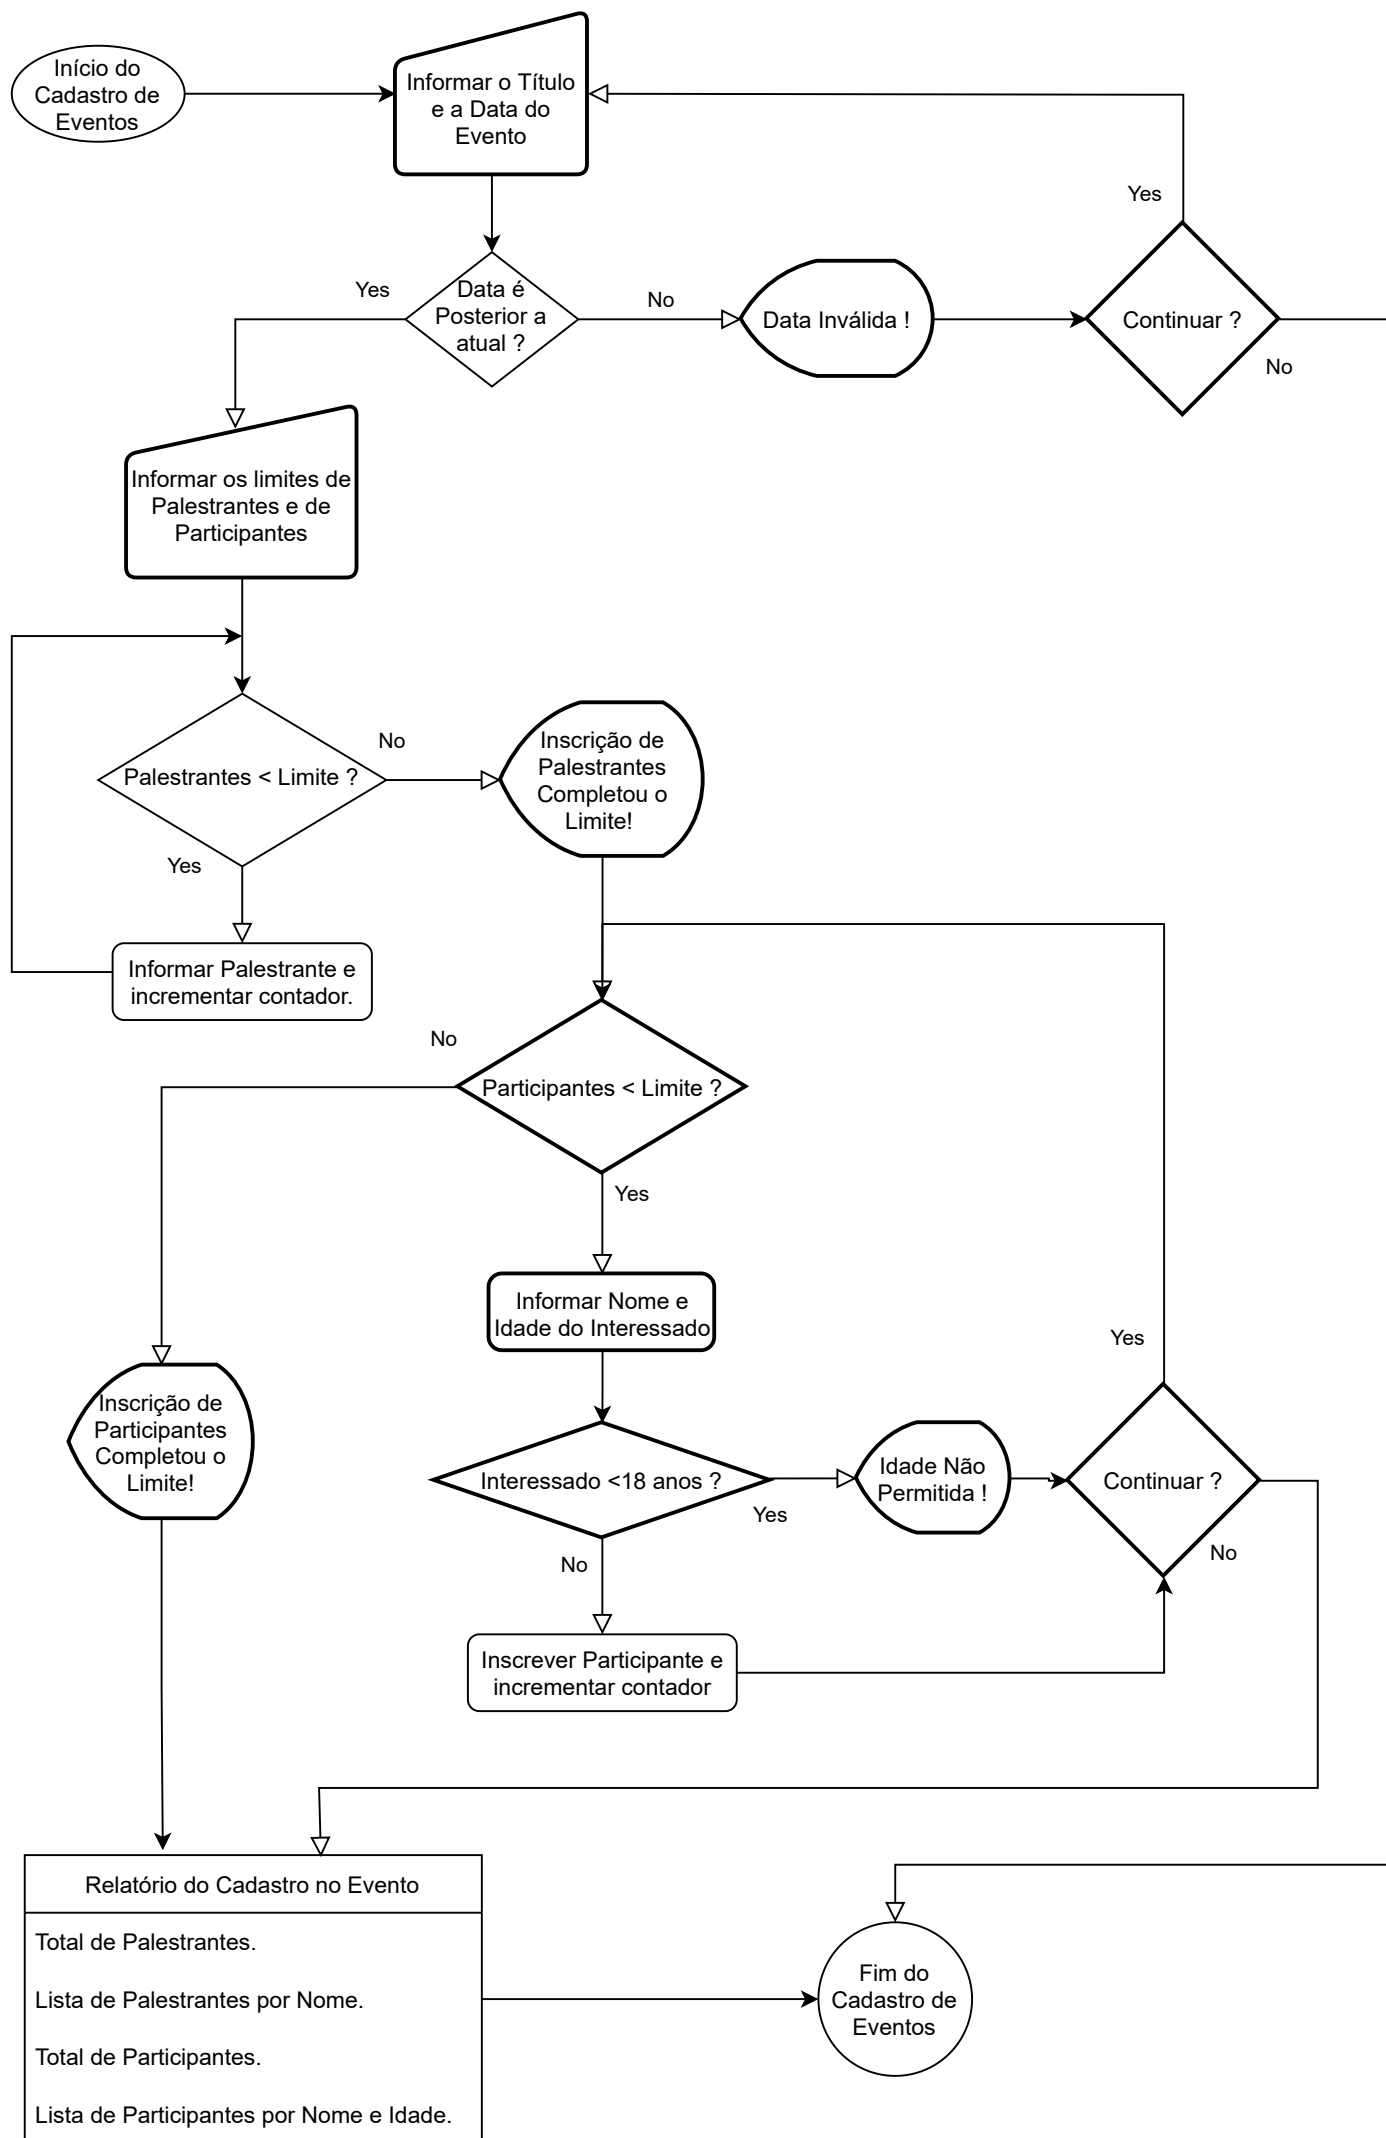 Início do
Cadastro de
Eventos
Informar o Título
e a Data do
Evento
Yes
Data é
Posterior a
atual ?
Yes
No
Data Inválida !
Continuar ?
No
Informar os limites de
Palestrantes e de
Participantes
Palestrantes < Limite ?
No
Yes
Inscrição de
Palestrantes
Completou o
Limite!
Informar Palestrante e
incrementar contador.
No
Participantes < Limite ?
Yes
Informar Nome e
Idade do Interessado
Yes
Inscrição de
Participantes
Completou o
Limite!
Interessado <18 anos ?
Yes
Idade Não
Permitida !
Continuar ?
No
No
Inscrever Participante e
incrementar contador
Relatório do Cadastro no Evento
Total de Palestrantes.
Lista de Palestrantes por Nome.
Total de Participantes.
Lista de Participantes por Nome e Idade.
Fim do
Cadastro de
Eventos